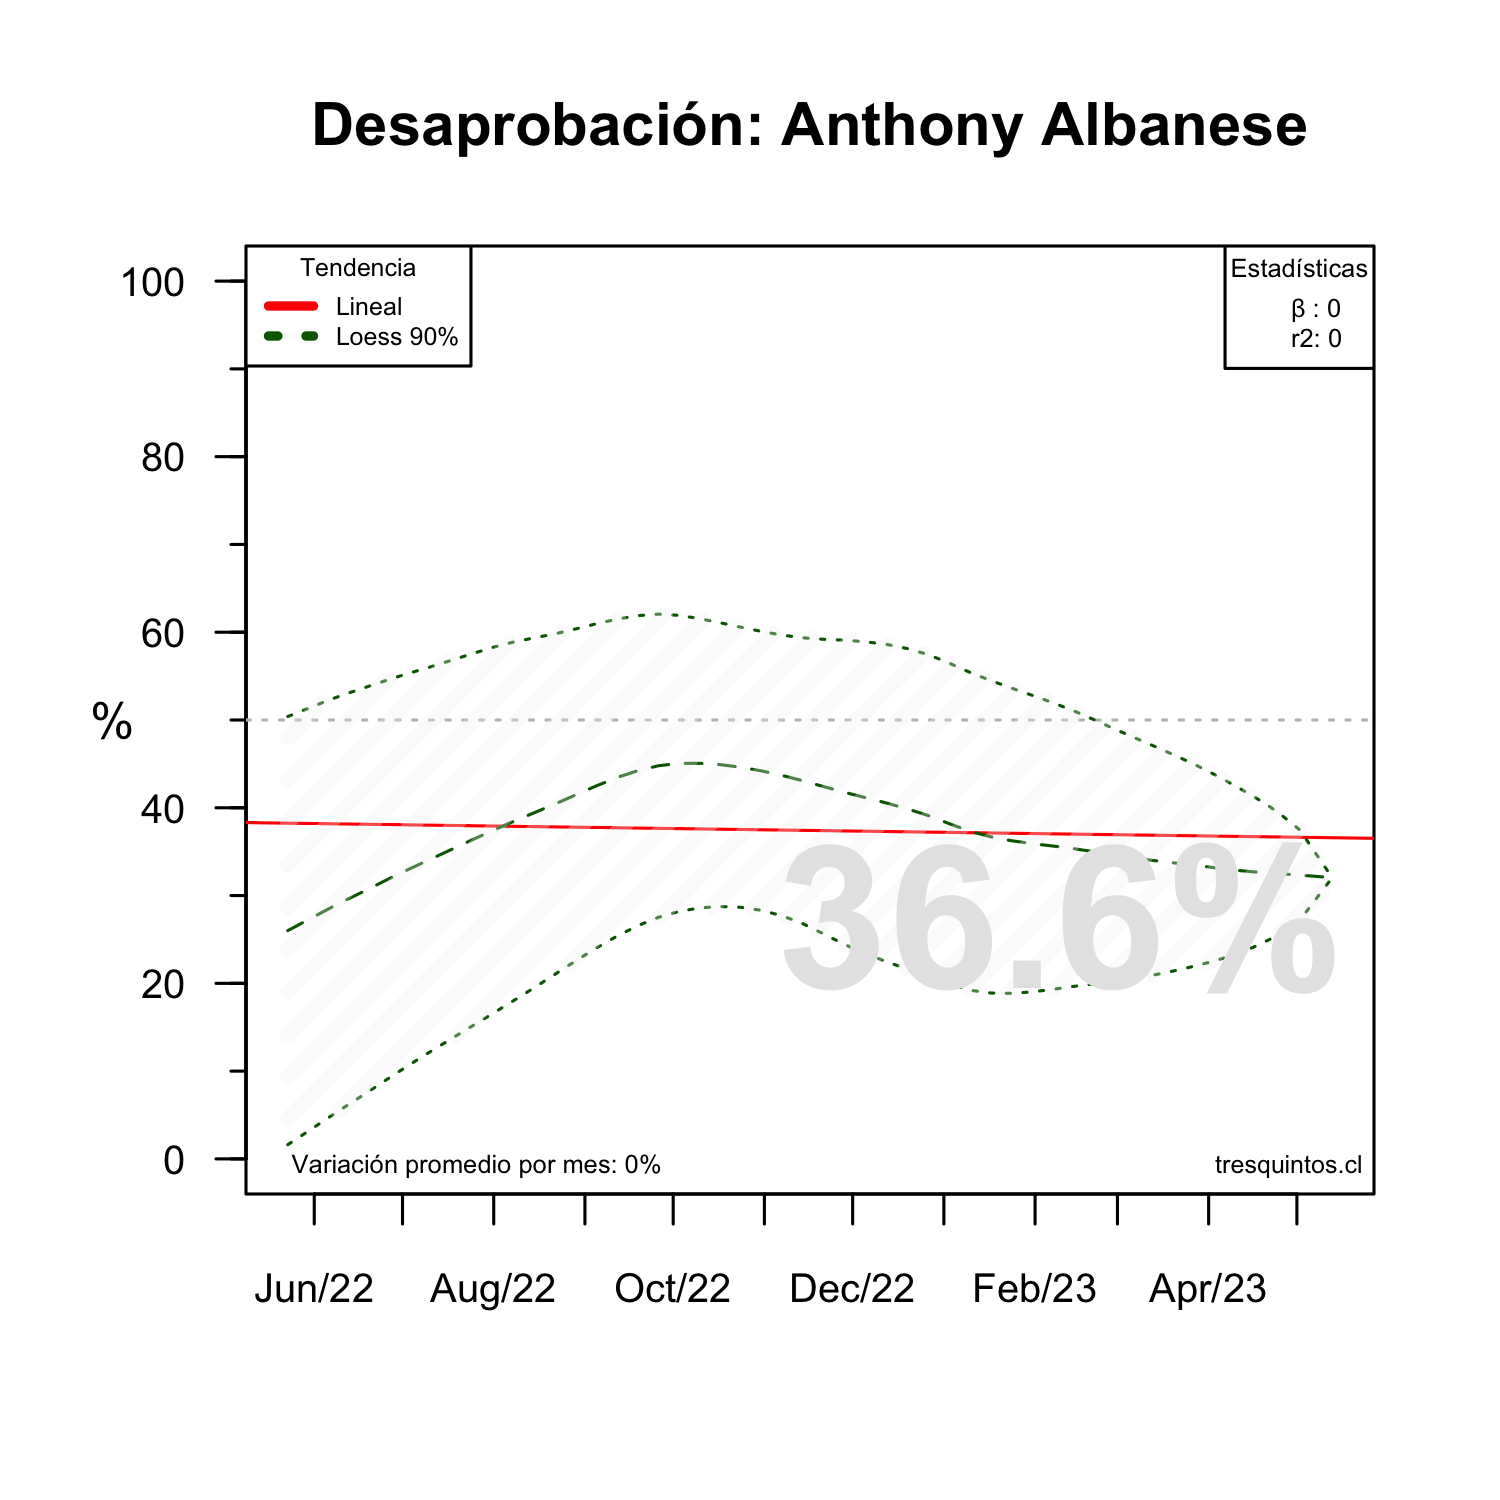 Desaprobación: Anthony Albanese
Tendencia
Lineal
Loess 90%
Estadísticas
β : 0
r2: 0
100
80
60
%
40
20
0
36.6%
Variación promedio por mes: 0%
tresquintos.cl
Jun/22
Aug/22
Oct/22
Dec/22
Feb/23
Apr/23